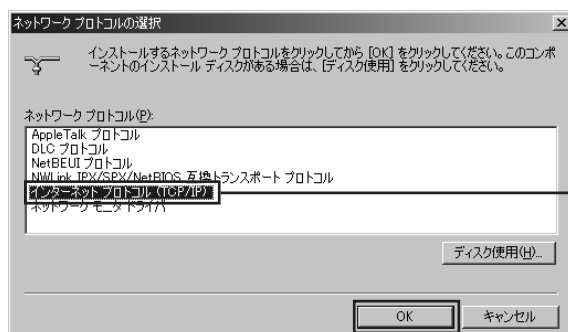 ネットワーク プロトコルの選択
インストールするネットワーク プロトコルをクリックしてから [OK] をクリックしてください。このコンポ
ーネントのインストール ディスクがある場合は、[ディスク使用] をクリックしてください。
ネットワーク プロトコル(P):
AppleTalk プロトコル
DLC プロトコル
NetBEUI プロトコル
NWLink IPX/SPX/NetBIOS 互換トランスポート プロトコル
インターネット プロトコル (TCP/IP)
ネットワーク モニタ ドライバ
ディスク使用(H)...
OK
キャンセル